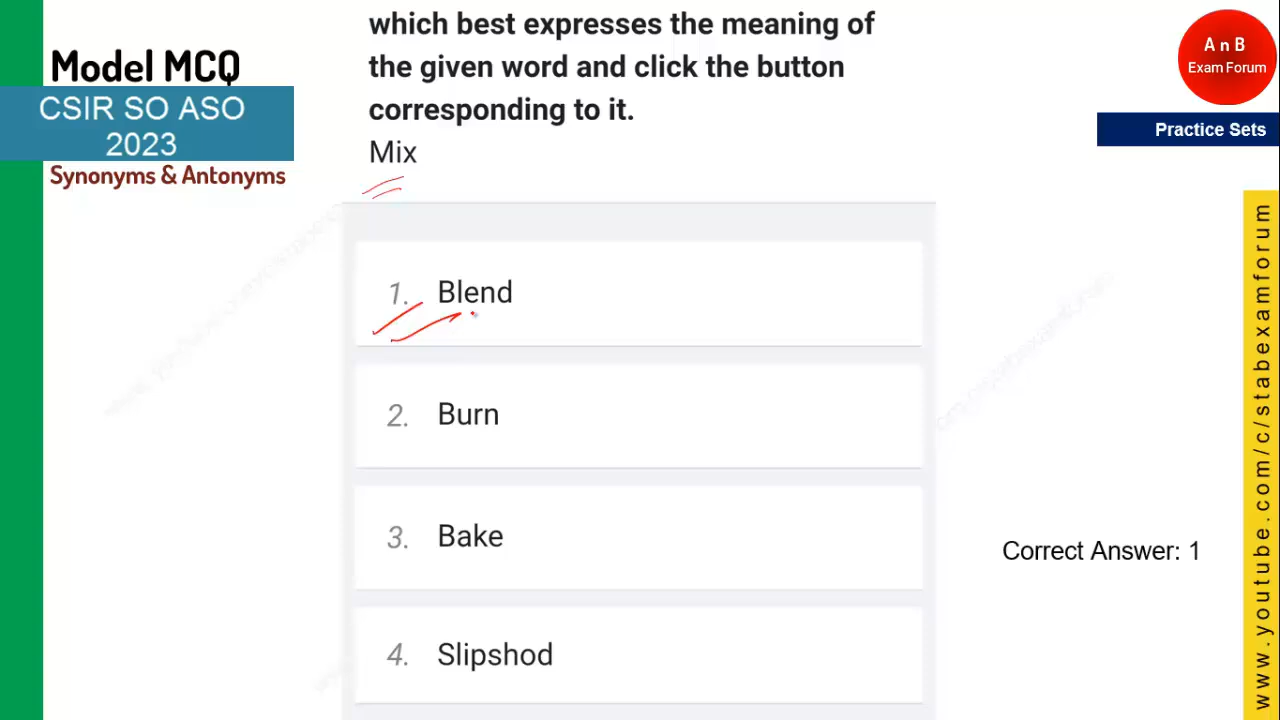 which best expresses the meaning of
the given word and click the button
corresponding to it.
Mix
Model MCQ
CSIR SO ASO
2023
Synonyms & Antonyms
A n B
Exam Forum
Practice Sets
1. Blend
2. Burn
3. Bake
4. Slipshod
Correct Answer: 1
www.youtube.com/c/stabexamforum